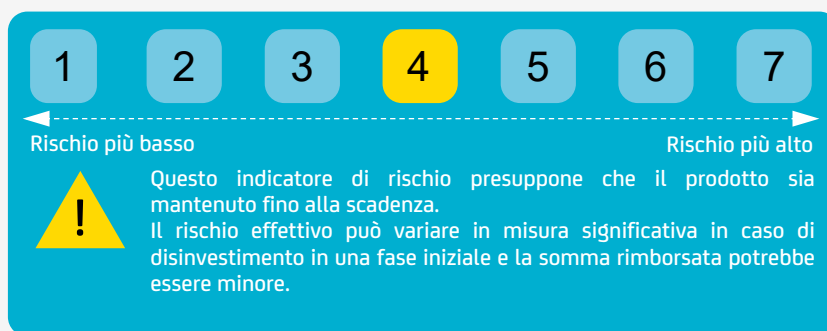 1 2 3 4 5 6 7
Rischio più basso Rischio più alto
!
Questo indicatore di rischio presuppone che il prodotto sia
mantenuto fino alla scadenza.
Il rischio effettivo può variare in misura significativa in caso di
disinvestimento in una fase iniziale e la somma rimborsata potrebbe
essere minore.